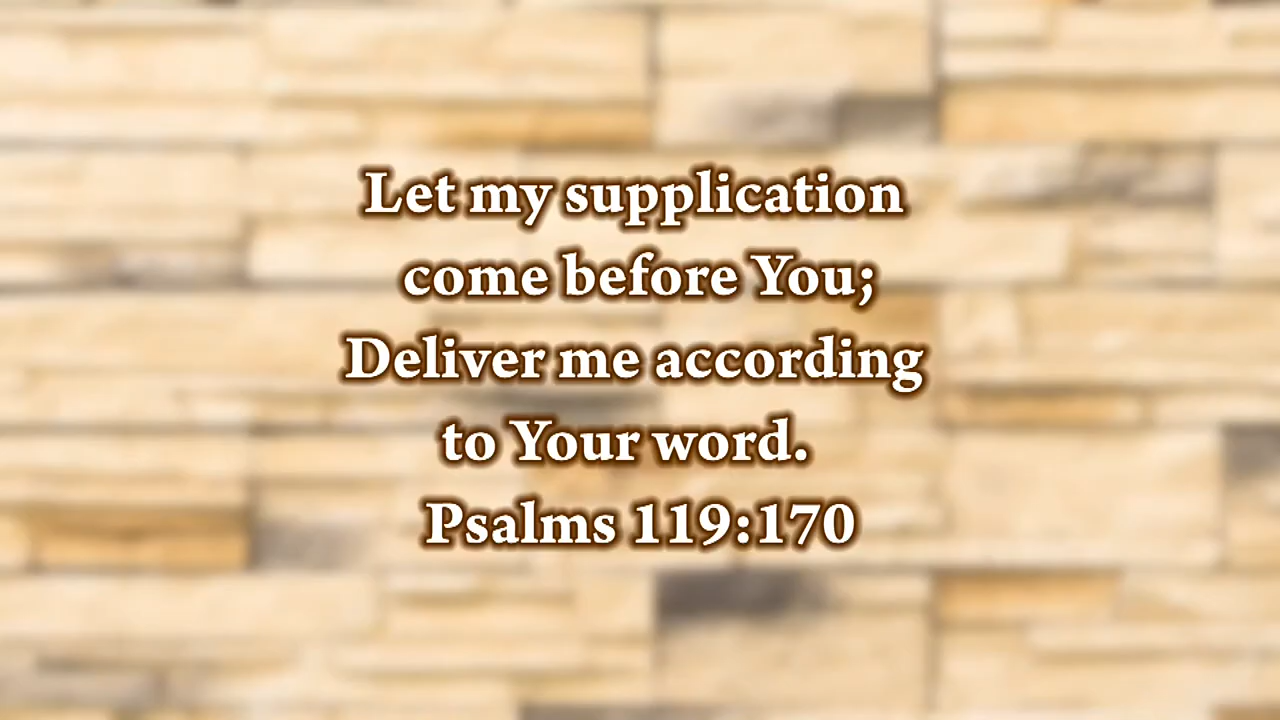 Let my supplication
come before You;
Deliver me according
to Your word.
Psalms 119:170